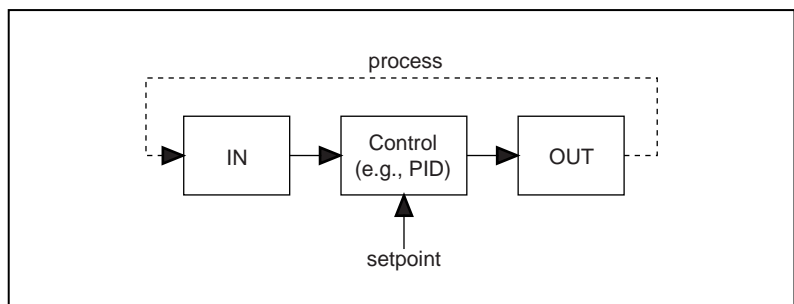 process
IN
Control
(e.g., PID)
OUT
setpoint